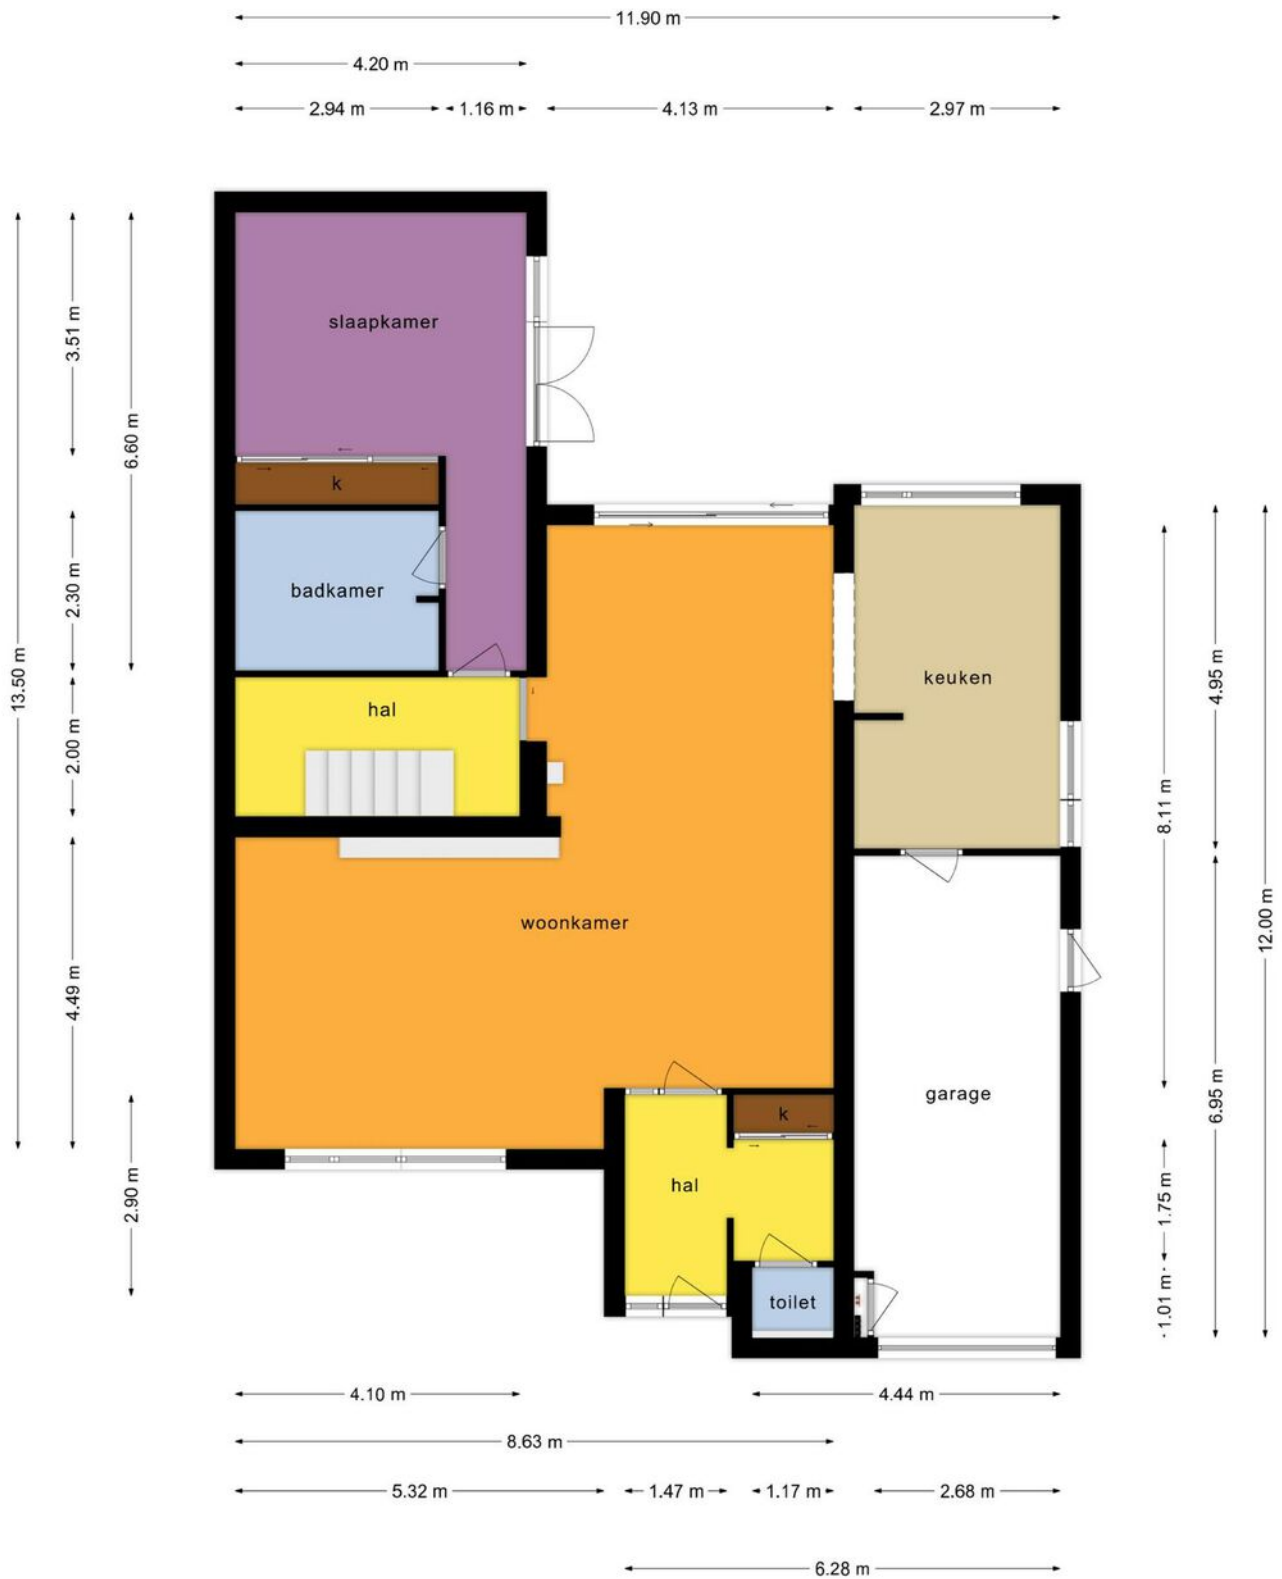 11.90 m
4.20 m
2.94 m
1.16 m
4.13 m
2.97 m
13.50 m
3.51 m
6.60 m
2.30 m
2.00 m
4.49 m
2.90 m
slaapkamer
k
badkamer
hal
keuken
woonkamer
garage
k
hal
toilet
4.95 m
8.11 m
12.00 m
6.95 m
1.75 m
1.01 m
4.10 m
4.44 m
8.63 m
5.32 m
1.47 m
1.17 m
2.68 m
6.28 m